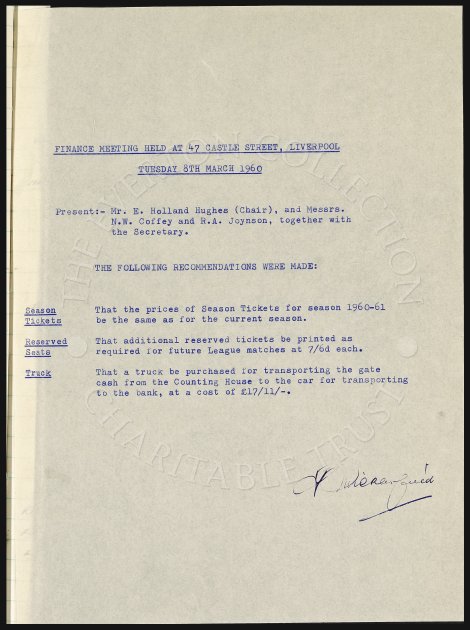 FINANCE MEETING HELD AT 47 CASTLE STREET, LIVERPOOL
TUESDAY 8TH MARCH 1960
Present:- Mr. E. Holland Hughes (Chair), and Messrs.
N.W. Coffey and R.A. Joynson, together with
the Secretary.
THE FOLLOWING RECOMMENDATIONS WERE MADE:
Season
Tickets
That the prices of Season Tickets for season 1960-61
be the same as for the current season.
Reserved
Seats
That additional reserved tickets be printed as
required for future League matches at 7/6d each.
Truck
That a truck be purchased for transporting the gate
cash from the Counting House to the car for transporting
to the bank, at a cost of £17/11/-.
THE EVERTON COLLECTION
CHARITABLE TRUST